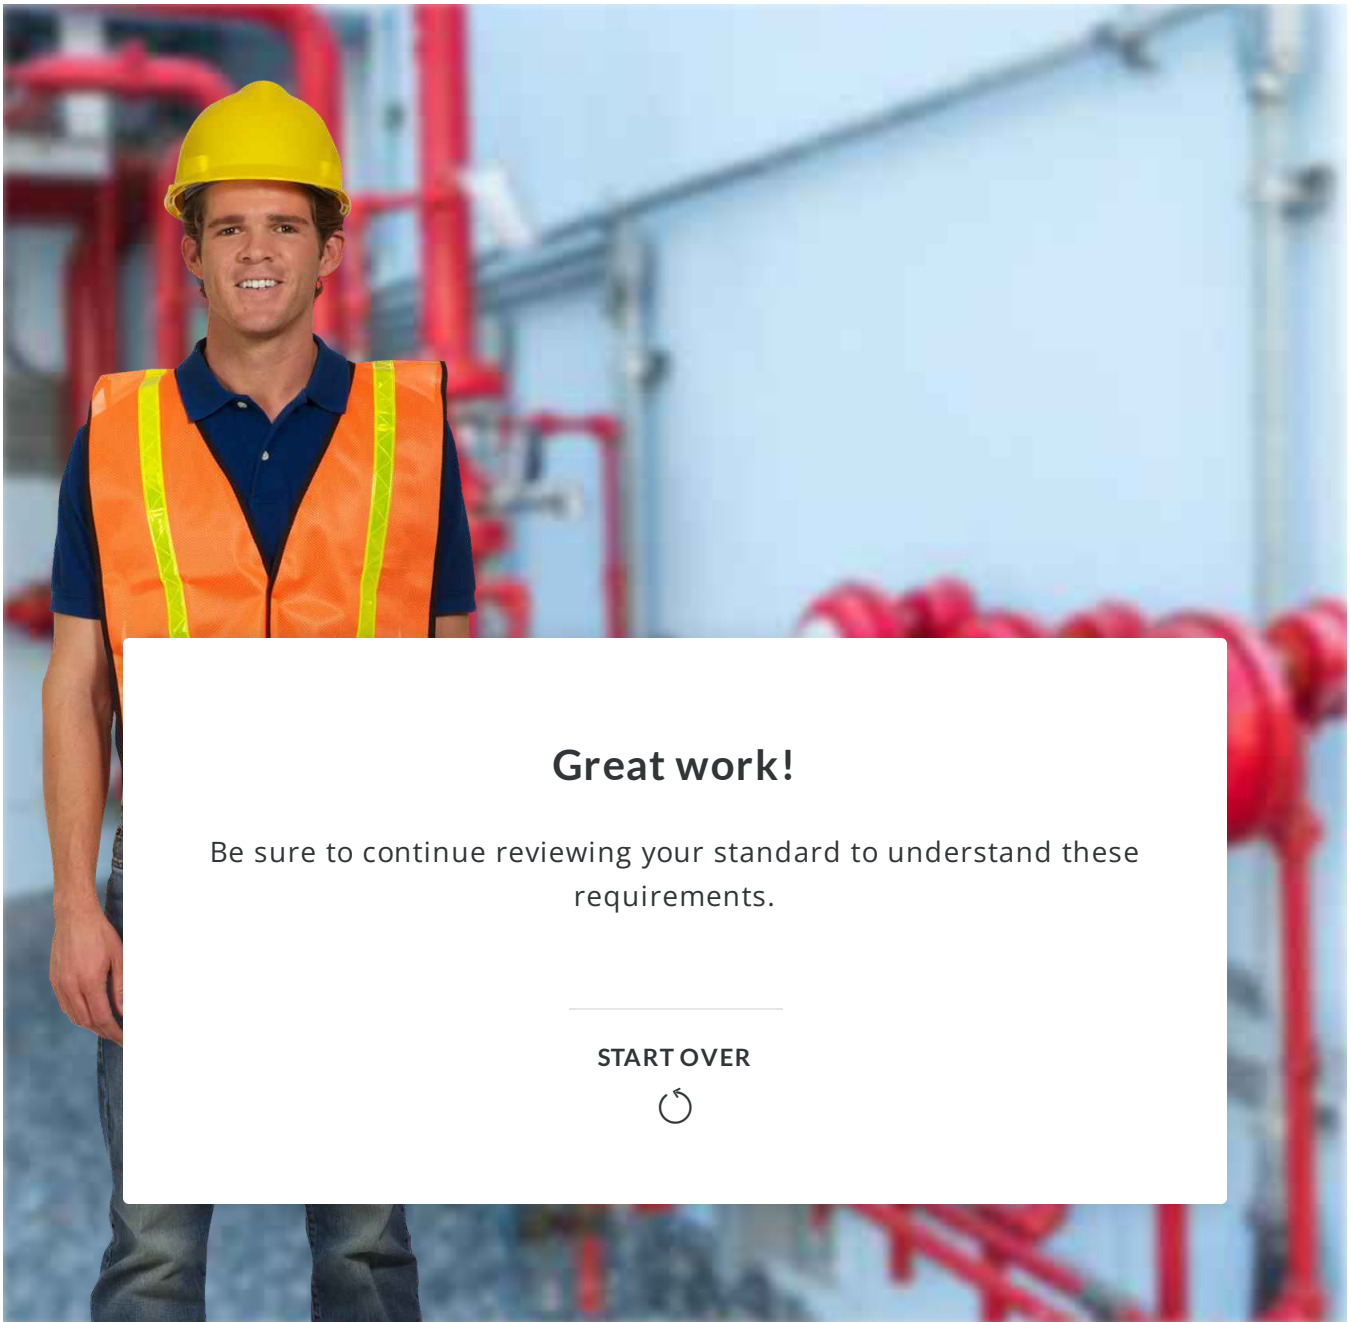 Great work!
Be sure to continue reviewing your standard to understand these
requirements.
START OVER